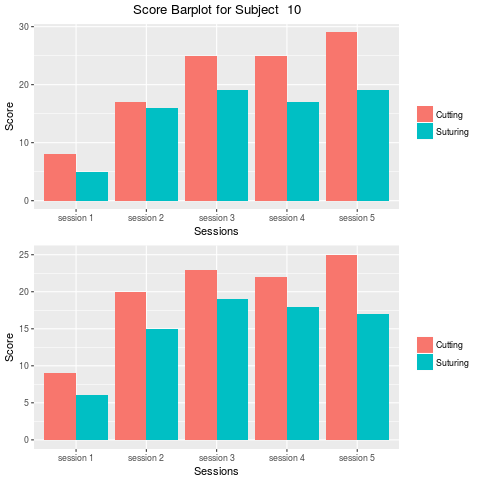 Score Barplot for Subject  10
30
20
10
0
Score
session 1 session 2 session 3 session 4 session 5
Sessions
Cutting
Suturing
25
20
15
10
5
0
Score
session 1 session 2 session 3 session 4 session 5
Sessions
Cutting
Suturing